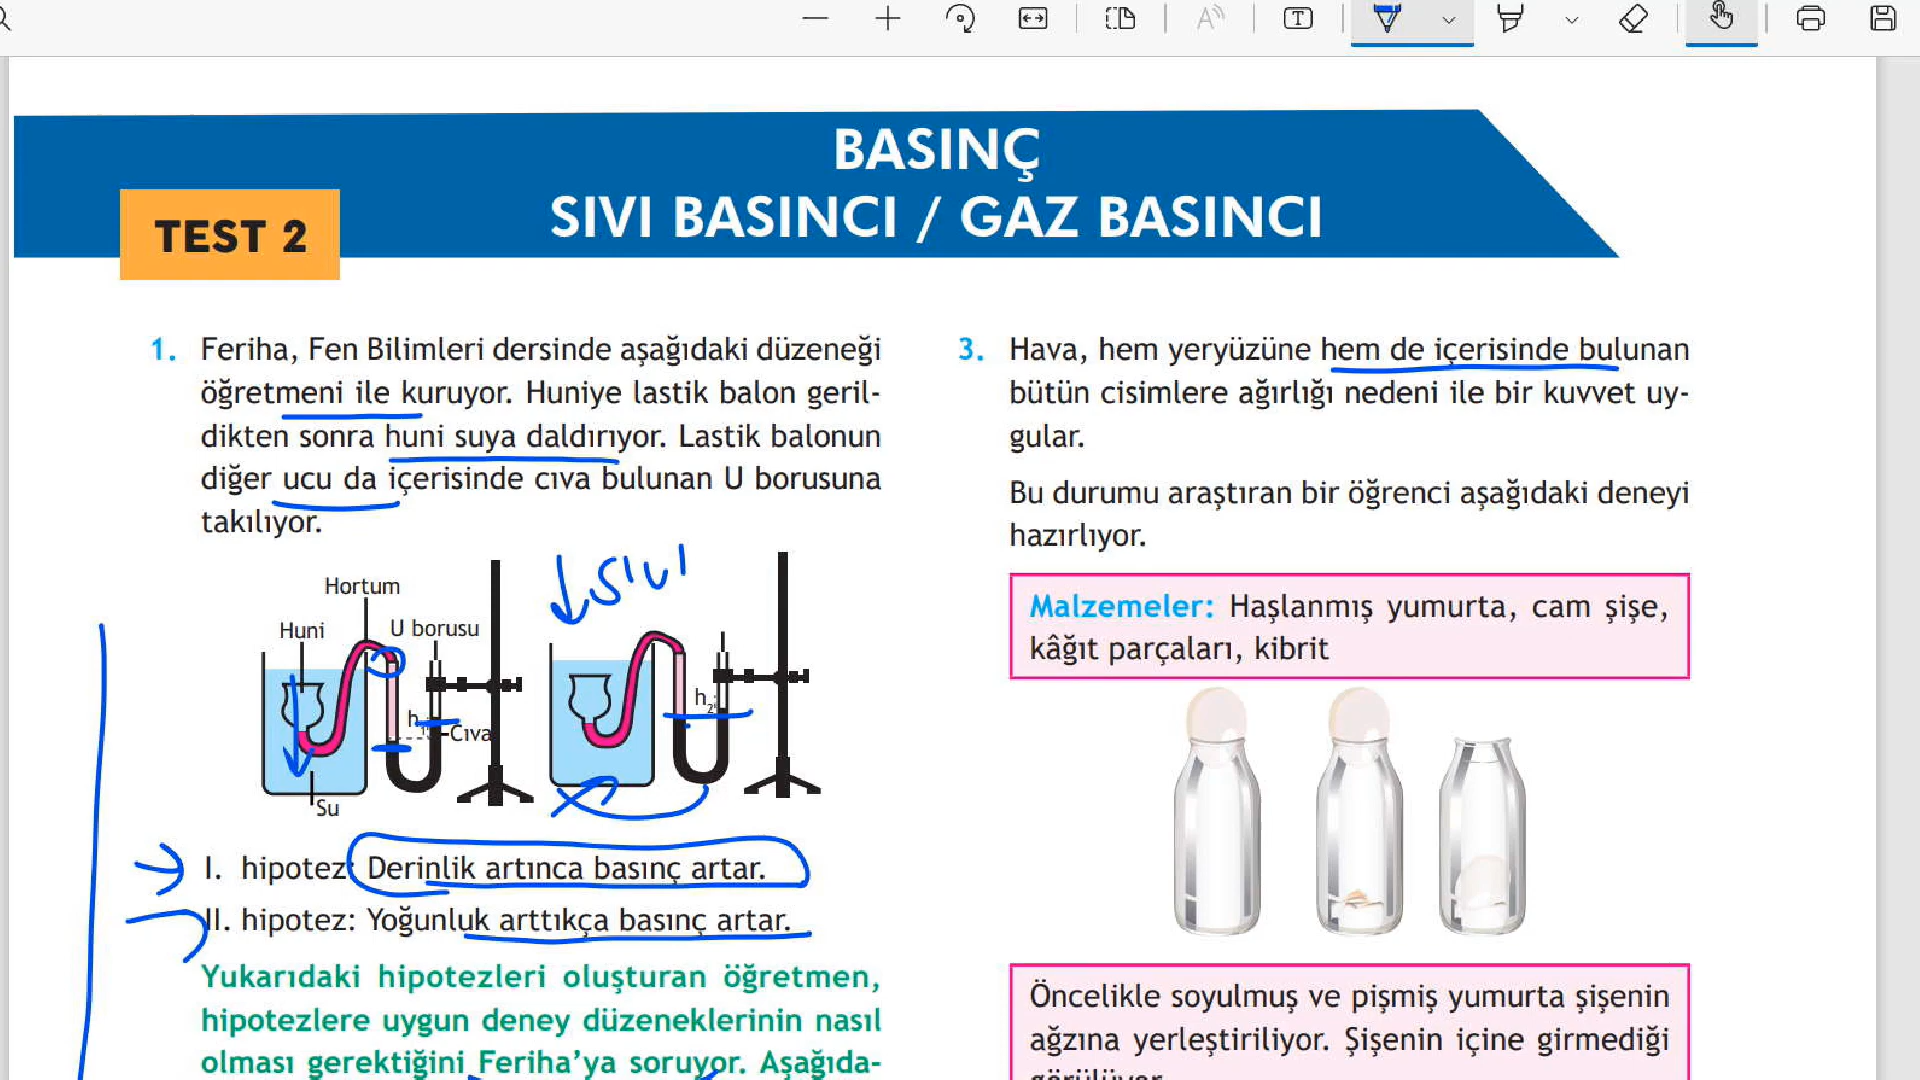 BASINÇ
SIVI BASINCI / GAZ BASINCI
TEST 2
1. Feriha, Fen Bilimleri dersinde aşağıdaki düzeneği
öğretmeni ile kuruyor. Huniye lastik balon geril-
dikten sonra huni suya daldırıyor. Lastik balonun
diğer ucu da içerisinde cıva bulunan U borusuna
takılıyor.
Hortum
Huni
U borusu
Cıva
Su
sıvı
h₂
I. hipotez: Derinlik artınca basınç artar.
II. hipotez: Yoğunluk arttıkça basınç artar.
Yukarıdaki hipotezleri oluşturan öğretmen,
hipotezlere uygun deney düzeneklerinin nasıl
olması gerektiğini Feriha’ya soruyor. Aşağıda-
3. Hava, hem yeryüzüne hem de içerisinde bulunan
bütün cisimlere ağırlığı nedeni ile bir kuvvet uy-
gular.
Bu durumu araştıran bir öğrenci aşağıdaki deneyi
hazırlıyor.
Malzemeler: Haşlanmış yumurta, cam şişe,
kâğıt parçaları, kibrit
Öncelikle soyulmuş ve pişmiş yumurta şişenin
ağzına yerleştiriliyor. Şişenin içine girmediği